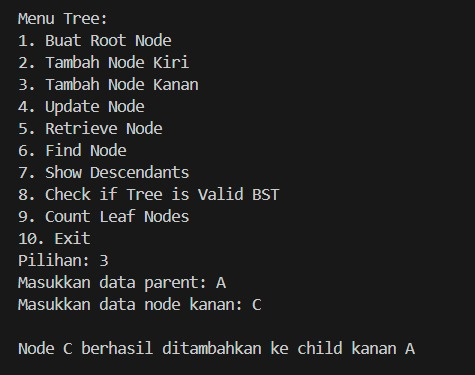 Menu Tree:
1. Buat Root Node
2. Tambah Node Kiri
3. Tambah Node Kanan
4. Update Node
5. Retrieve Node
6. Find Node
7. Show Descendants
8. Check if Tree is Valid BST
9. Count Leaf Nodes
10. Exit
Pilihan: 3
Masukkan data parent: A
Masukkan data node kanan: C
Node C berhasil ditambahkan ke child kanan A